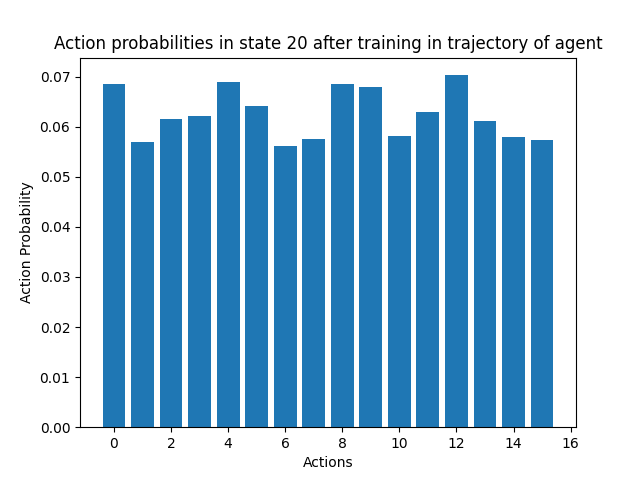 Action probabilities in state 20 after training in trajectory of agent
0.07
0.06
0.05
0.04
0.03
0.02
0.01
0.00
Action Probability
0 2 4 6 8 10 12 14 16
Actions